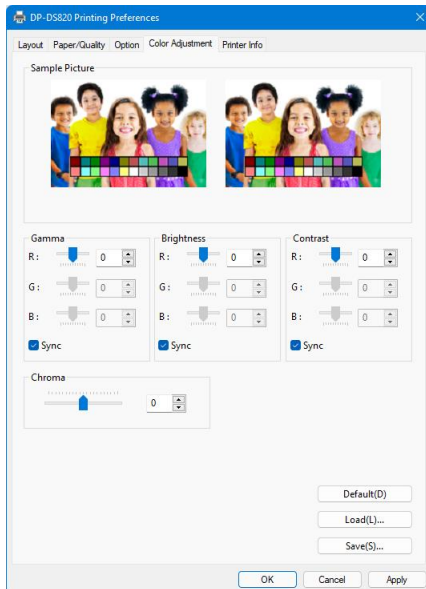 DP-DS820 Printing Preferences
Layout Paper/Quality Option Color Adjustment Printer Info
Sample Picture
Gamma Brightness Contrast
R: 0 R: 0 R: 0
G: 0 G: 0 G: 0
B: 0 B: 0 B: 0
Sync Sync Sync
Chroma
0
Default(D)
Load(L)...
Save(S)...
OK Cancel Apply